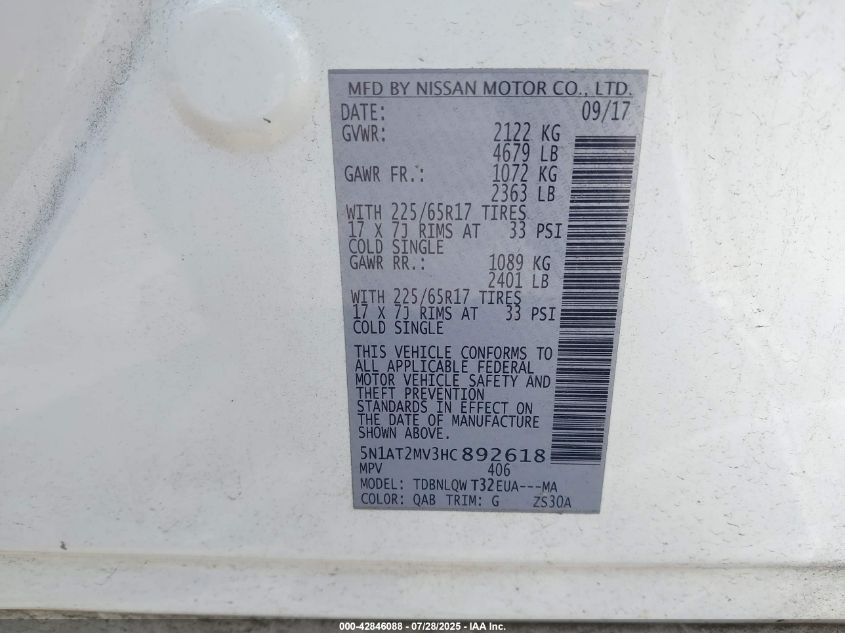 MFD BY NISSAN MOTOR CO., LTD.
DATE: 09/17
GVWR: 2122 KG
4679 LB
GAWR FR.: 1072 KG
2363 LB
WITH 225/65R17 TIRES
17 X 7J RIMS AT 33 PSI
COLD SINGLE
GAWR RR.: 1089 KG
2401 LB
WITH 225/65R17 TIRES
17 X 7J RIMS AT 33 PSI
COLD SINGLE
THIS VEHICLE CONFORMS TO
ALL APPLICABLE FEDERAL
MOTOR VEHICLE SAFETY AND
THEFT PREVENTION
STANDARDS IN EFFECT ON
THE DATE OF MANUFACTURE
SHOWN ABOVE.
5N1AT2MV3HC892618
MPV 406
MODEL: TDBNLQW T32EUA---MA
COLOR: QAB TRIM: G ZS30A
000-42846088 - 07/28/2025 - IAA Inc.